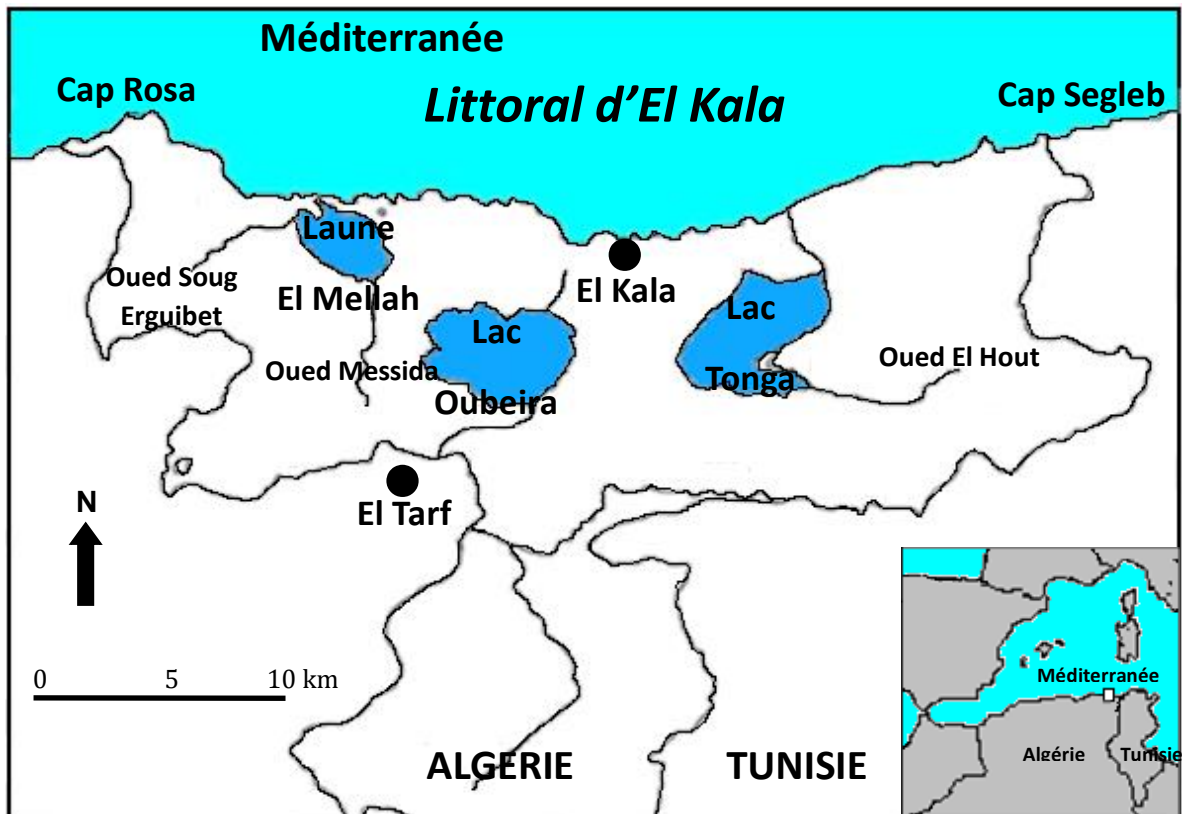 Méditerranée
Cap Rosa
Littoral d’El Kala
Cap Segleb
Laune
El Mellah
Oued Soug
Erguibet
El Kala
Lac
Oubeira
Lac
Tonga
Oued Messida
Oued El Hout
El Tarf
N
0 5 10 km
ALGÉRIE
TUNISIE
Méditerranée
Algérie
Tunisie